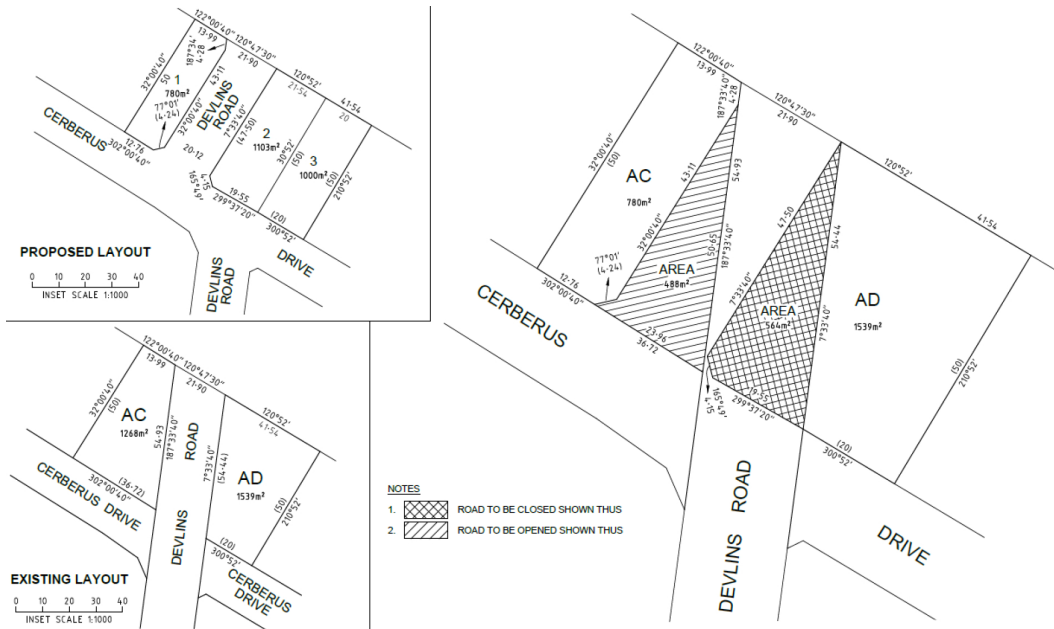 122°00'40"
13·99
120°47'30"
21·90
120°52'
21·54
41·54
20
187°34'
4·28
32°00'40"
50
1
780m²
77°01'
(4·24)
43·11
32°00'40"
DEVLINS
ROAD
7°33'40"
(47·50)
2
1103m²
30°52'
(50)
3
1000m²
(50)
210°52'
CERBERUS
12·76
302°00'40"
20·12
4·15
165°49'
19·55
299°37'20"
(20)
300°52'
DRIVE
DEVLINS
ROAD
PROPOSED LAYOUT
0 10 20 30 40
INSET SCALE 1:1000
122°00'40"
13·99
120°47'30"
21·90
120°52'
41·54
32°00'40"
(50)
AC
1268m²
54·93
187°33'40"
ROAD
7°33'40"
(54·44)
AD
1539m²
(50)
210°52'
(36·72)
302°00'40"
CERBERUS DRIVE
DEVLINS
(20)
300°52'
CERBERUS
DRIVE
EXISTING LAYOUT
0 10 20 30 40
INSET SCALE 1:1000
122°00'40"
13·99
187°33'40"
4·28
120°47'30"
21·90
120°52'
41·54
32°00'40"
(50)
AC
780m²
43·11
32°00'40"
54·93
47·50
54·44
77°01'
(4·24)
AREA
488m²
50·65
187°33'40"
7°33'40"
AREA
564m²
7°33'40"
AD
1539m²
(50)
210°52'
12·76
302°00'40"
CERBERUS
23·96
36·72
165°49'
4·15
19·55
299°37'20"
(20)
300°52'
DEVLINS ROAD
DRIVE
NOTES
1. ROAD TO BE CLOSED SHOWN THUS
2. ROAD TO BE OPENED SHOWN THUS